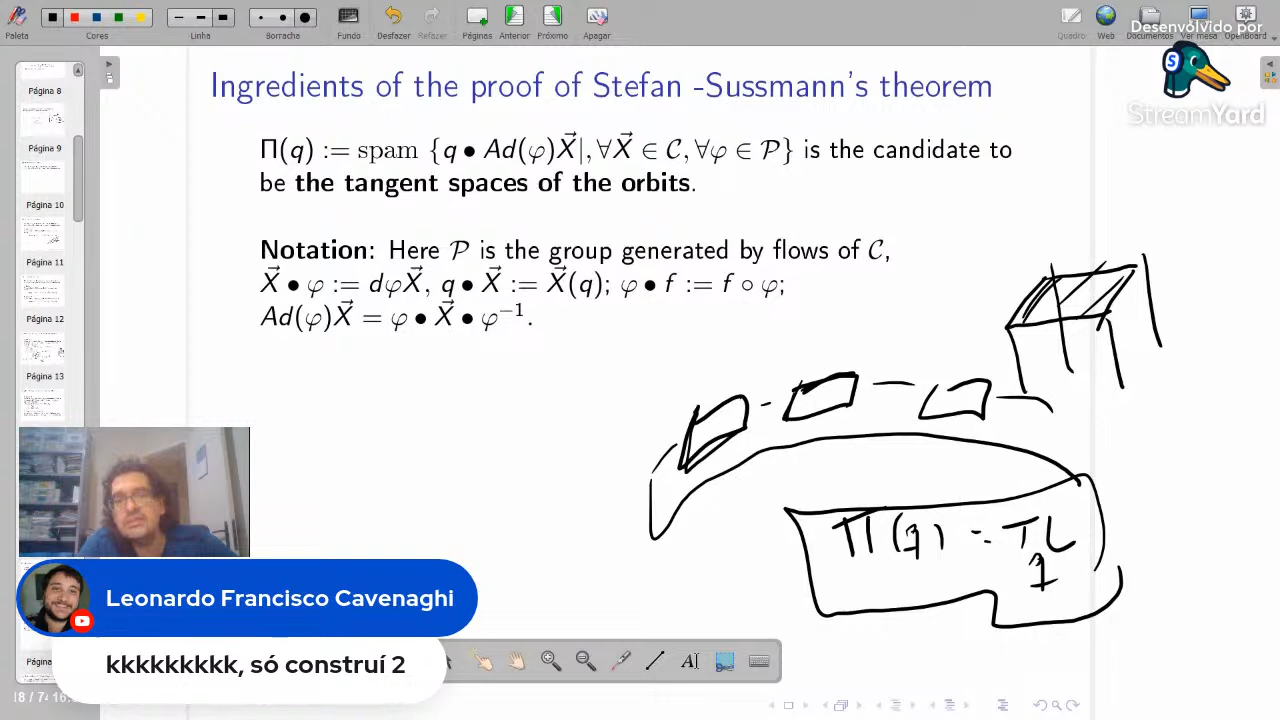 Paleta
Cores
Linha
Borracha
Fundo
Desfazer
Refazer
Páginas
Anterior
Próximo
Apagar
Quadro
Web
Documentos
Ver mesa
OpenBoard
Desenvolvido por
StreamYard
Página 8
Página 9
Página 10
Página 11
Página 12
Página 13
Ingredients of the proof of Stefan -Sussmann's theorem
Π(q) := spam {q • Ad(φ)X⃗|, ∀X⃗ ∈ C, ∀φ ∈ P} is the candidate to
be the tangent spaces of the orbits.
Notation: Here P is the group generated by flows of C,
X⃗ • φ := dφX⃗, q • X⃗ := X⃗(q); φ • f := f ∘ φ;
Ad(φ)X⃗ = φ • X⃗ • φ⁻¹.
Π(q) = TL
q
Leonardo Francisco Cavenaghi
kkkkkkkkk, só construí 2